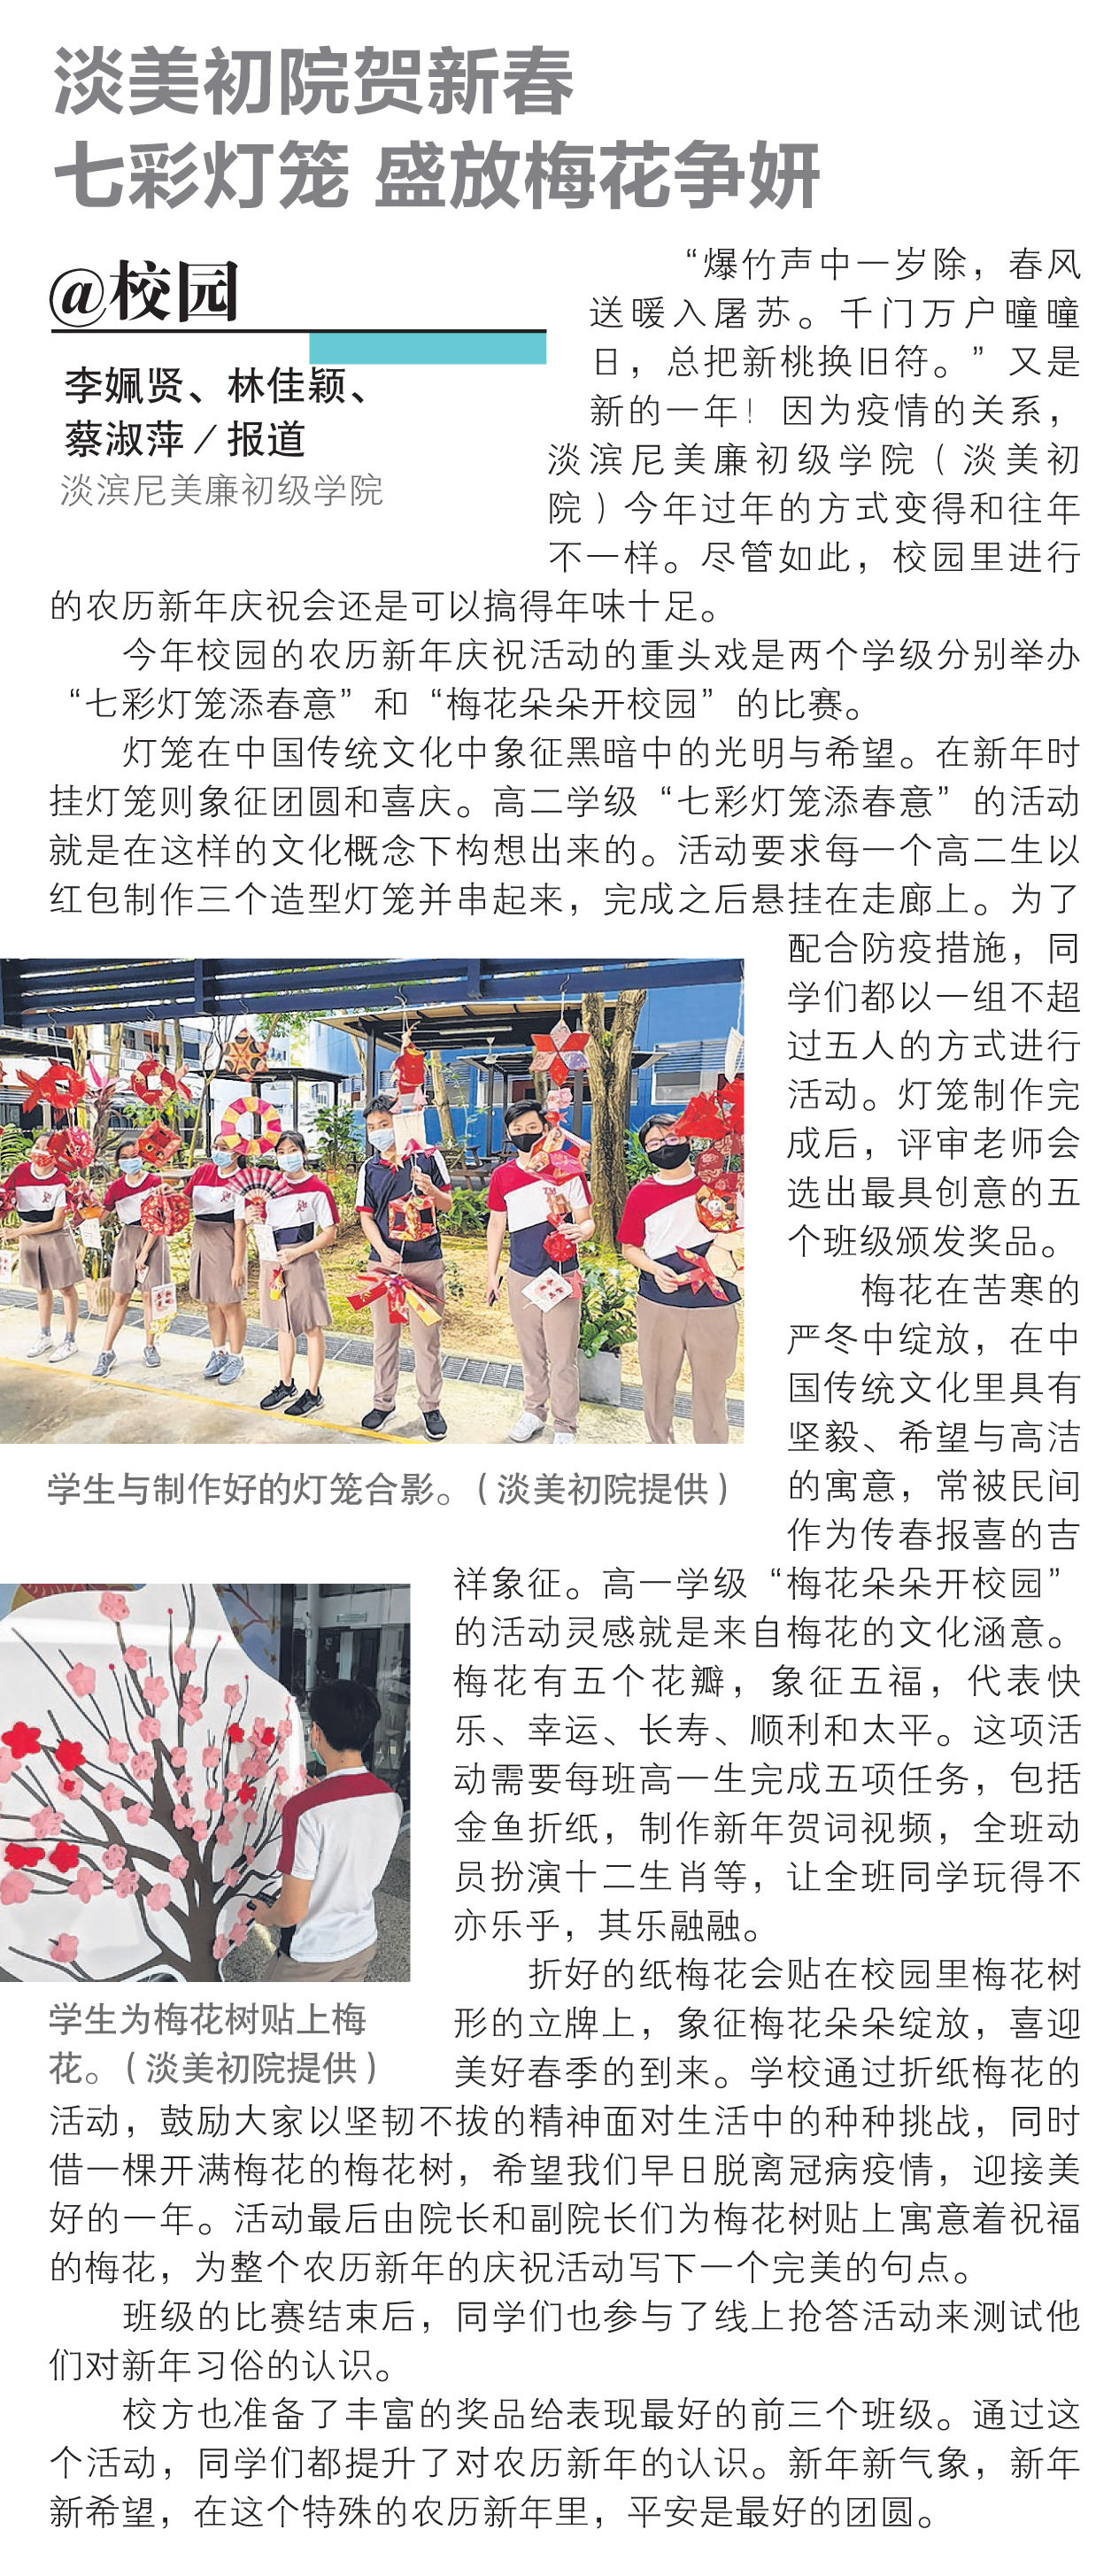 淡美初院贺新春
七彩灯笼 盛放梅花争妍
@校园
李姵贤、林佳颖、
蔡淑萍／报道
淡滨尼美廉初级学院
“爆竹声中一岁除，春风
送暖入屠苏。千门万户曈曈
日，总把新桃换旧符。”又是
新的一年！因为疫情的关系，
淡滨尼美廉初级学院（淡美初
院）今年过年的方式变得和往年
不一样。尽管如此，校园里进行
的农历新年庆祝会还是可以搞得年味十足。
今年校园的农历新年庆祝活动的重头戏是两个学级分别举办
“七彩灯笼添春意”和“梅花朵朵开校园”的比赛。
灯笼在中国传统文化中象征黑暗中的光明与希望。在新年时
挂灯笼则象征团圆和喜庆。高二学级“七彩灯笼添春意”的活动
就是在这样的文化概念下构想出来的。活动要求每一个高二生以
红包制作三个造型灯笼并串起来，完成之后悬挂在走廊上。为了
配合防疫措施，同
学们都以一组不超
过五人的方式进行
活动。灯笼制作完
成后，评审老师会
选出最具创意的五
个班级颁发奖品。
梅花在苦寒的
严冬中绽放，在中
国传统文化里具有
坚毅、希望与高洁
的寓意，常被民间
作为传春报喜的吉
祥象征。高一学级“梅花朵朵开校园”
的活动灵感就是来自梅花的文化涵意。
梅花有五个花瓣，象征五福，代表快
乐、幸运、长寿、顺利和太平。这项活
动需要每班高一生完成五项任务，包括
金鱼折纸，制作新年贺词视频，全班动
员扮演十二生肖等，让全班同学玩得不
亦乐乎，其乐融融。
折好的纸梅花会贴在校园里梅花树
形的立牌上，象征梅花朵朵绽放，喜迎
美好春季的到来。学校通过折纸梅花的
活动，鼓励大家以坚韧不拔的精神面对生活中的种种挑战，同时
借一棵开满梅花的梅花树，希望我们早日脱离冠病疫情，迎接美
好的一年。活动最后由院长和副院长们为梅花树贴上寓意着祝福
的梅花，为整个农历新年的庆祝活动写下一个完美的句点。
班级的比赛结束后，同学们也参与了线上抢答活动来测试他
们对新年习俗的认识。
校方也准备了丰富的奖品给表现最好的前三个班级。通过这
个活动，同学们都提升了对农历新年的认识。新年新气象，新年
新希望，在这个特殊的农历新年里，平安是最好的团圆。
学生与制作好的灯笼合影。（淡美初院提供）
学生为梅花树贴上梅
花。（淡美初院提供）